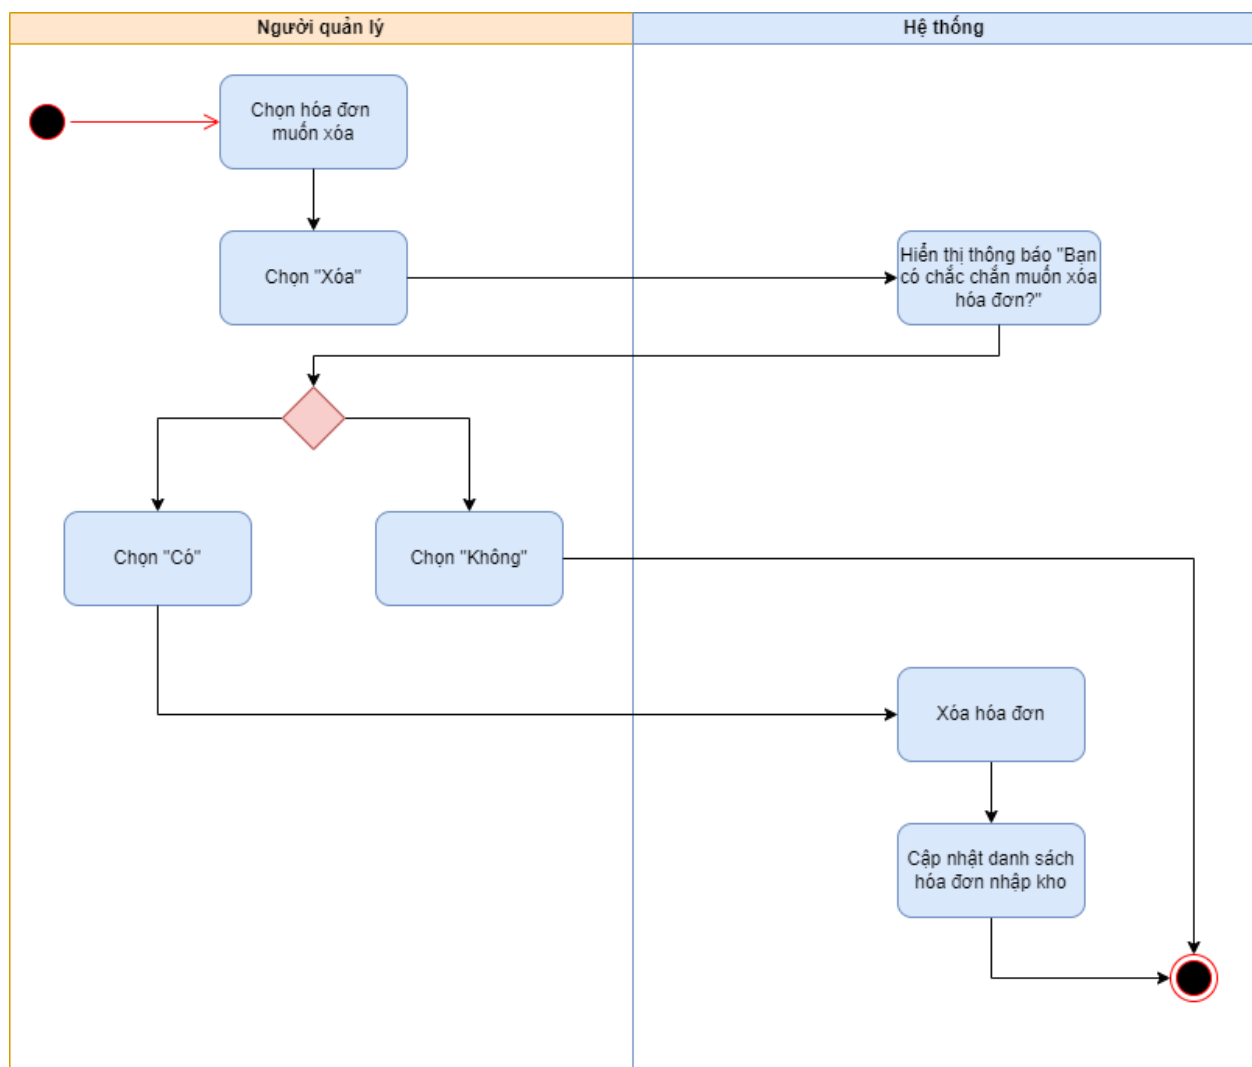 Người quản lý
Hệ thống
Chọn hóa đơn
muốn xóa
Chọn "Xóa"
Hiển thị thông báo "Bạn
có chắc chắn muốn xóa
hóa đơn?"
Chọn "Có"
Chọn "Không"
Xóa hóa đơn
Cập nhật danh sách
hóa đơn nhập kho